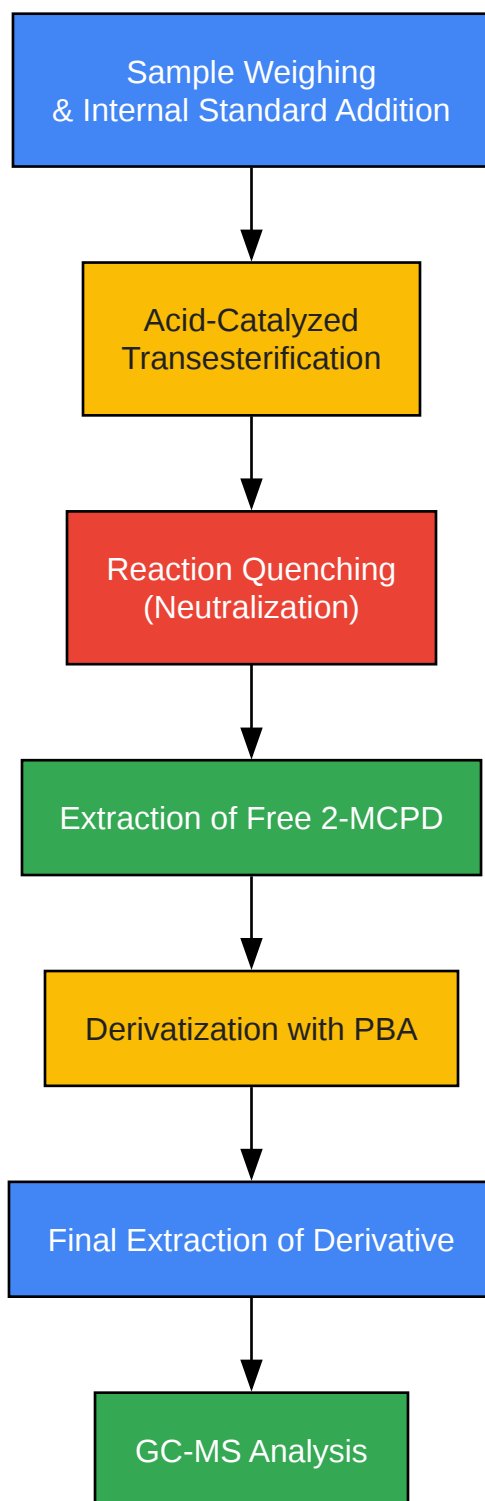 Sample Weighing
& Internal Standard Addition
Acid-Catalyzed
Transesterification
Reaction Quenching
(Neutralization)
Extraction of Free 2-MCPD
Derivatization with PBA
Final Extraction of Derivative
GC-MS Analysis